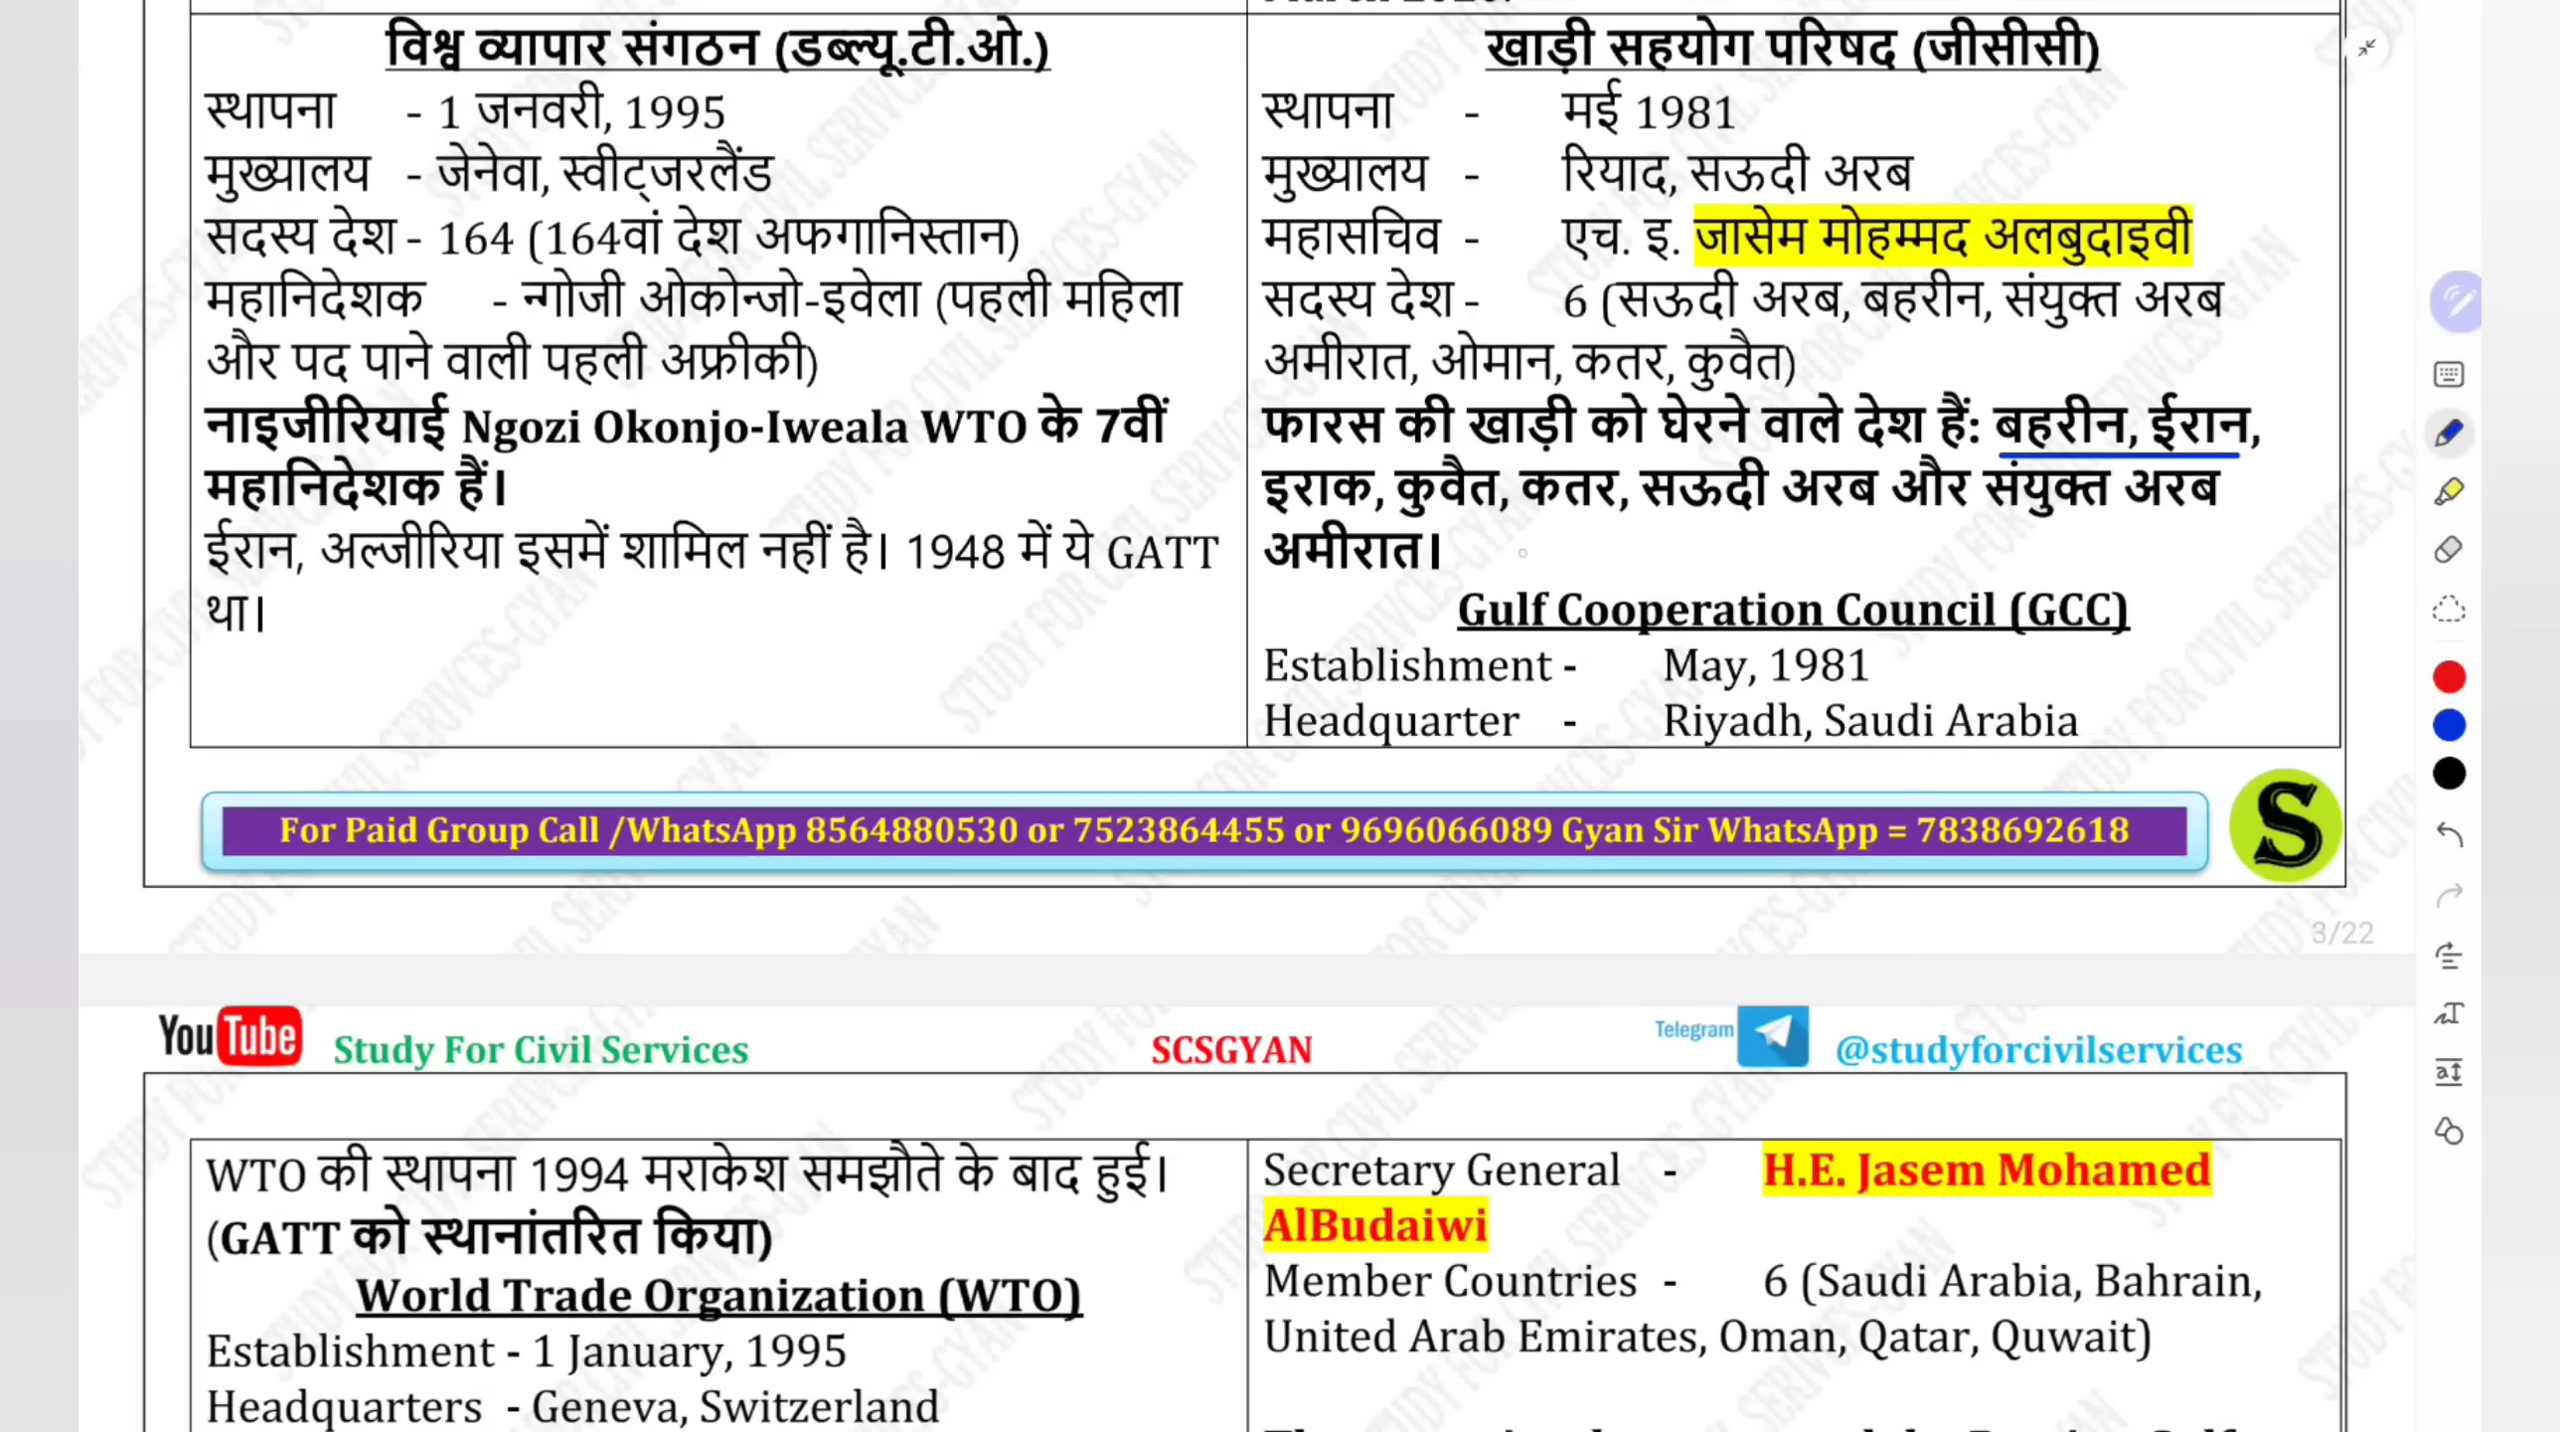 विश्व व्यापार संगठन (डब्ल्यू.टी.ओ.)
स्थापना - 1 जनवरी, 1995
मुख्यालय - जेनेवा, स्वीट्जरलैंड
सदस्य देश - 164 (164वां देश अफगानिस्तान)
महानिदेशक - न्गोजी ओकोन्जो-इवेला (पहली महिला
और पद पाने वाली पहली अफ्रीकी)
नाइजीरियाई Ngozi Okonjo-Iweala WTO के 7वीं
महानिदेशक हैं।
ईरान, अल्जीरिया इसमें शामिल नहीं है। 1948 में ये GATT
था।
खाड़ी सहयोग परिषद (जीसीसी)
स्थापना - मई 1981
मुख्यालय - रियाद, सऊदी अरब
महासचिव - एच. इ. जासेम मोहम्मद अलबुदाइवी
सदस्य देश - 6 (सऊदी अरब, बहरीन, संयुक्त अरब
अमीरात, ओमान, कतर, कुवैत)
फारस की खाड़ी को घेरने वाले देश हैं: बहरीन, ईरान,
इराक, कुवैत, कतर, सऊदी अरब और संयुक्त अरब
अमीरात।
Gulf Cooperation Council (GCC)
Establishment - May, 1981
Headquarter - Riyadh, Saudi Arabia
For Paid Group Call /WhatsApp 8564880530 or 7523864455 or 9696066089 Gyan Sir WhatsApp = 7838692618
S
3/22
YouTube Study For Civil Services SCSGYAN Telegram @studyforcivilservices
WTO की स्थापना 1994 मराकेश समझौते के बाद हुई।
(GATT को स्थानांतरित किया)
World Trade Organization (WTO)
Establishment - 1 January, 1995
Headquarters - Geneva, Switzerland
Secretary General - H.E. Jasem Mohamed
AlBudaiwi
Member Countries - 6 (Saudi Arabia, Bahrain,
United Arab Emirates, Oman, Qatar, Quwait)